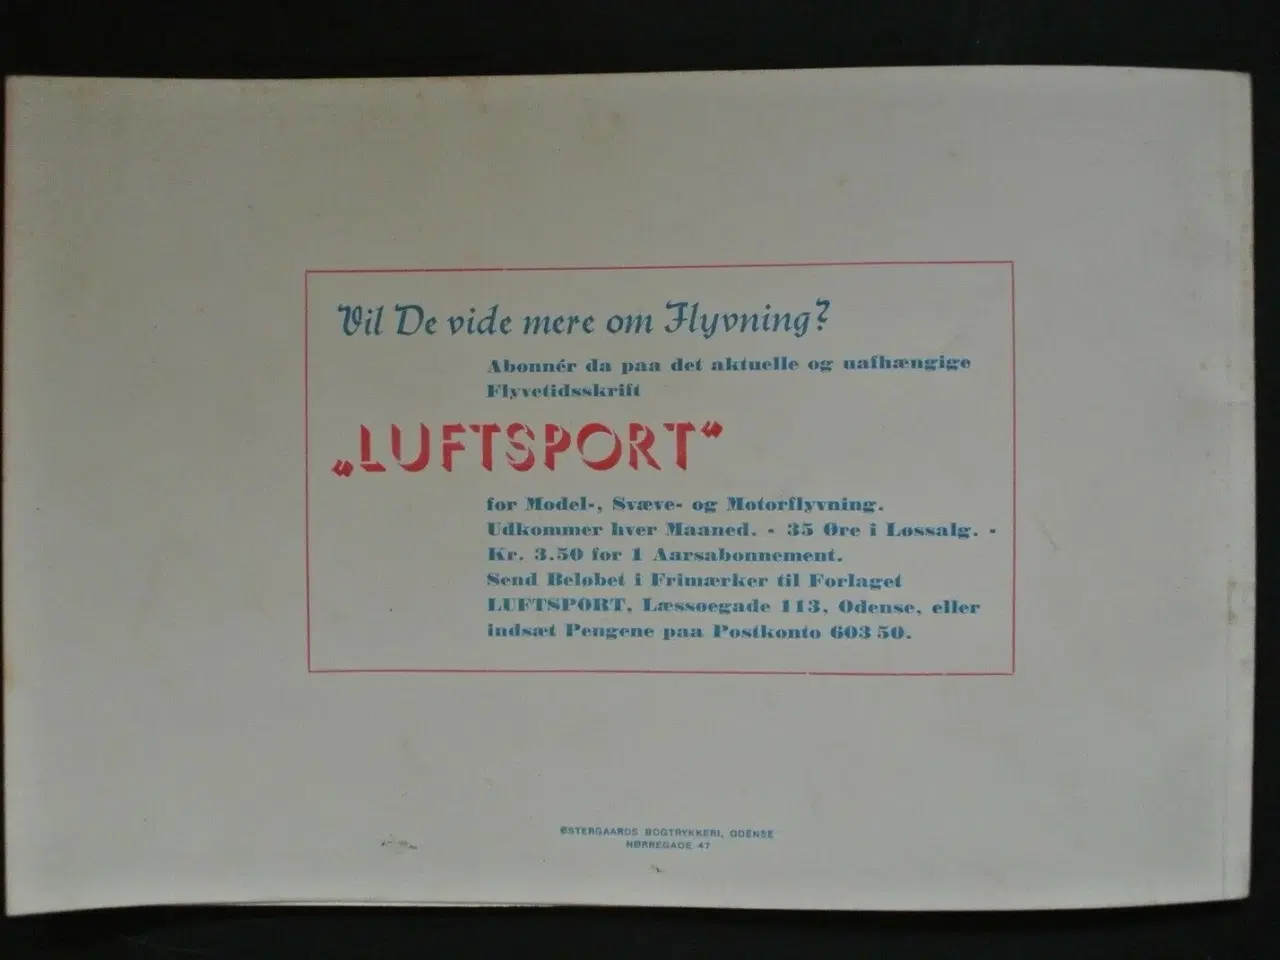 Vil De vide mere om Flyvning?
Abonnér da paa det aktuelle og uafhængige
Flyvetidsskrift
„LUFTSPORT“
for Model-, Svæve- og Motorflyvning.
Udkommer hver Maaned. - 35 Øre i Løssalg. -
Kr. 3.50 for 1 Aarsabonnement.
Send Beløbet i Frimærker til Forlaget
LUFTSPORT, Læssøegade 113, Odense, eller
indsæt Pengene paa Postkonto 603 50.
ØSTERGAARDS BOGTRYKKERI, ODENSE
NØRREGADE 47